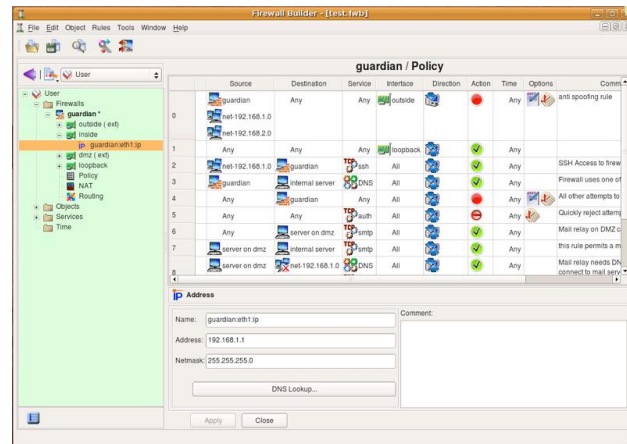 Firewall Builder - [test.fwb]
File Edit Object Rules Tools Window Help
User
guardian / Policy
User
Firewalls
guardian *
outside ( ext)
inside
guardian:eth1:ip
dmz ( ext)
loopback
Policy
NAT
Routing
Objects
Services
Time
Source Destination Service Interface Direction Action Time Options Comm
0 guardian Any Any outside Any anti spoofing rule
net-192.168.1.0
net-192.168.2.0
1 Any Any Any loopback Any
2 net-192.168.1.0 guardian TCP ssh All Any SSH Access to firew
3 guardian internal server DNS All Any Firewall uses one of
4 Any guardian Any All Any All other attempts to
5 Any Any TCP auth All Any Quickly reject attemp
6 Any server on dmz TCP smtp All Any Mail relay on DMZ c
7 server on dmz internal server TCP smtp All Any this rule permits a m
8 server on dmz net-192.168.1.0 DNS All Any Mail relay needs DN
connect to mail serv
IP Address
Name: guardian:eth1:ip
Address: 192.168.1.1
Netmask: 255.255.255.0
DNS Lookup...
Comment:
Apply Close